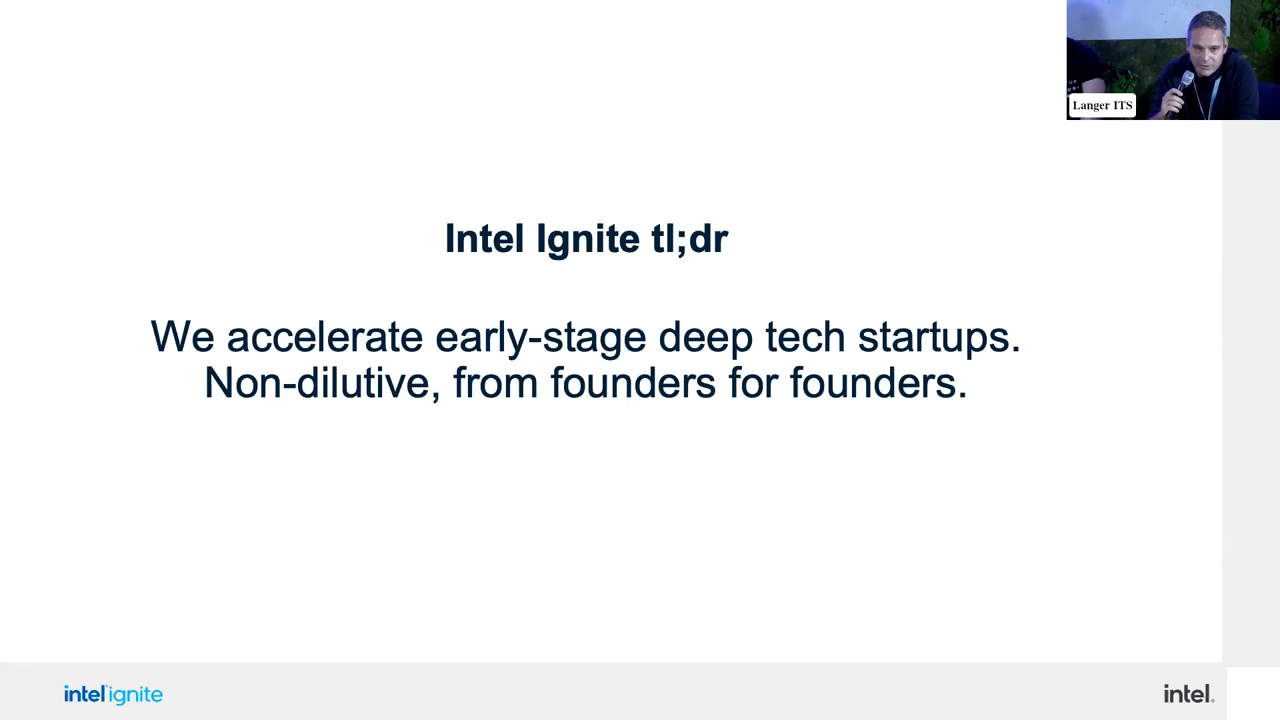 Langer ITS
Intel Ignite tl;dr
We accelerate early-stage deep tech startups.
Non-dilutive, from founders for founders.
intel ignite
intel.